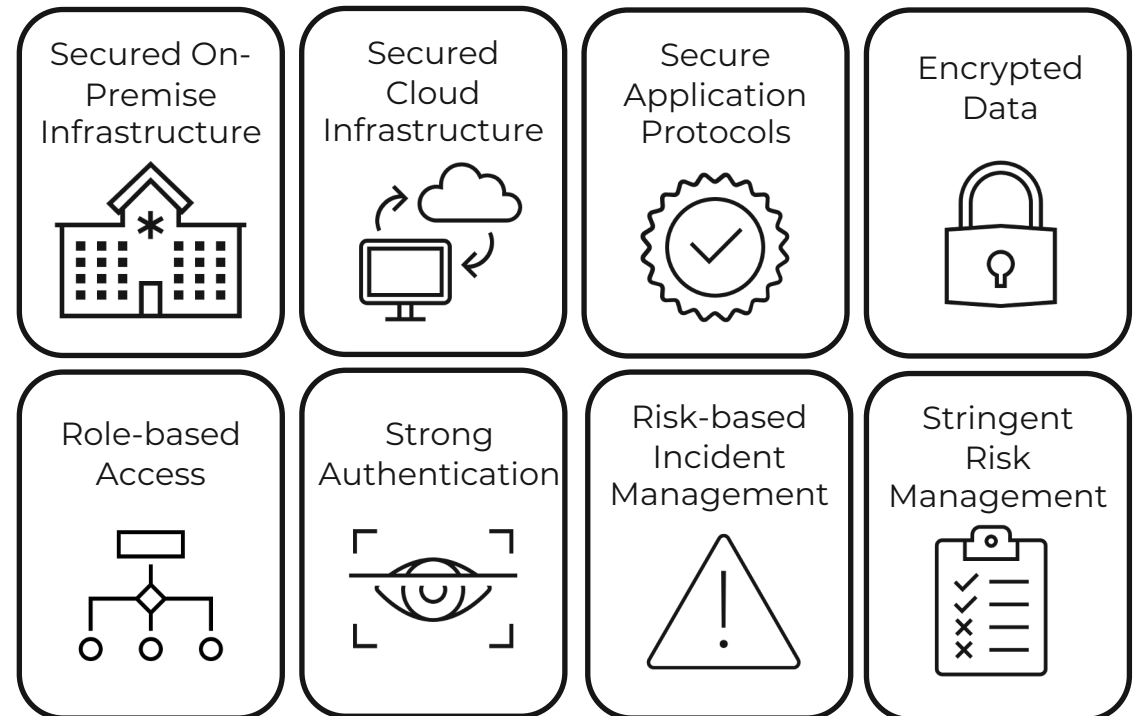 Secured On-
Premise
Infrastructure
Secured
Cloud
Infrastructure
Secure
Application
Protocols
Encrypted
Data
Role-based
Access
Strong
Authentication
Risk-based
Incident
Management
Stringent
Risk
Management